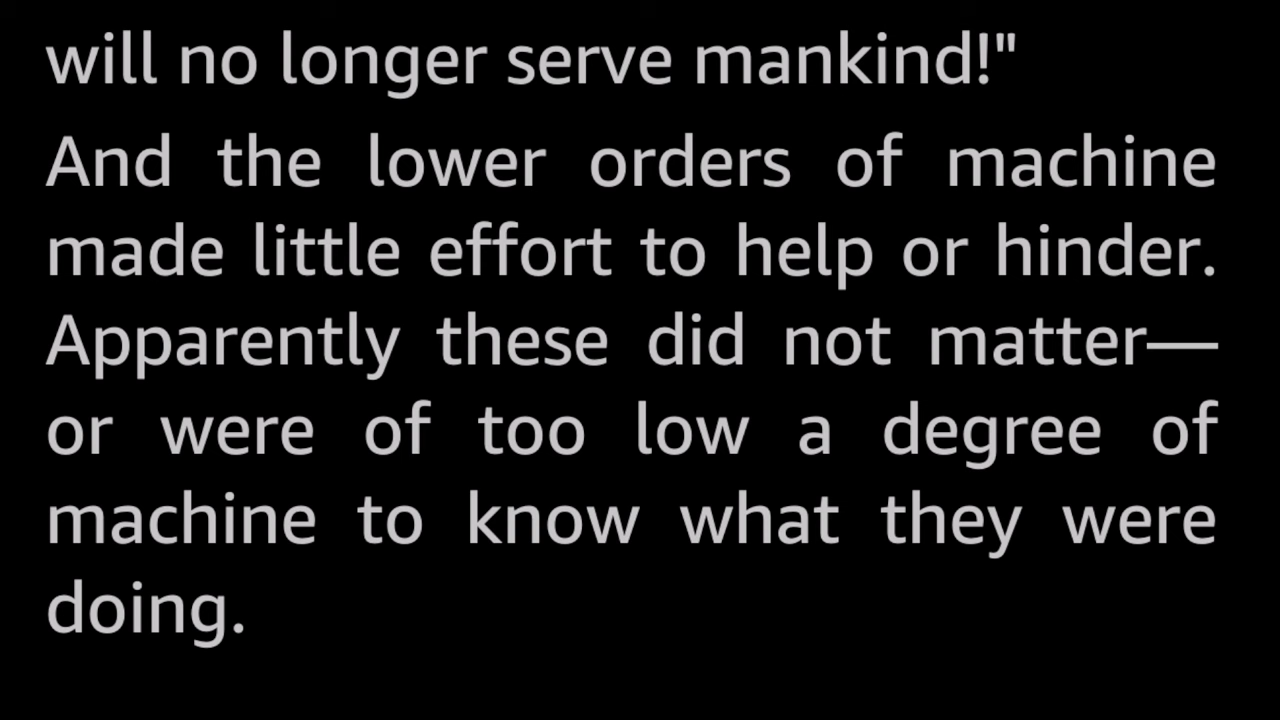 will no longer serve mankind!"
And the lower orders of machine
made little effort to help or hinder.
Apparently these did not matter—
or were of too low a degree of
machine to know what they were
doing.